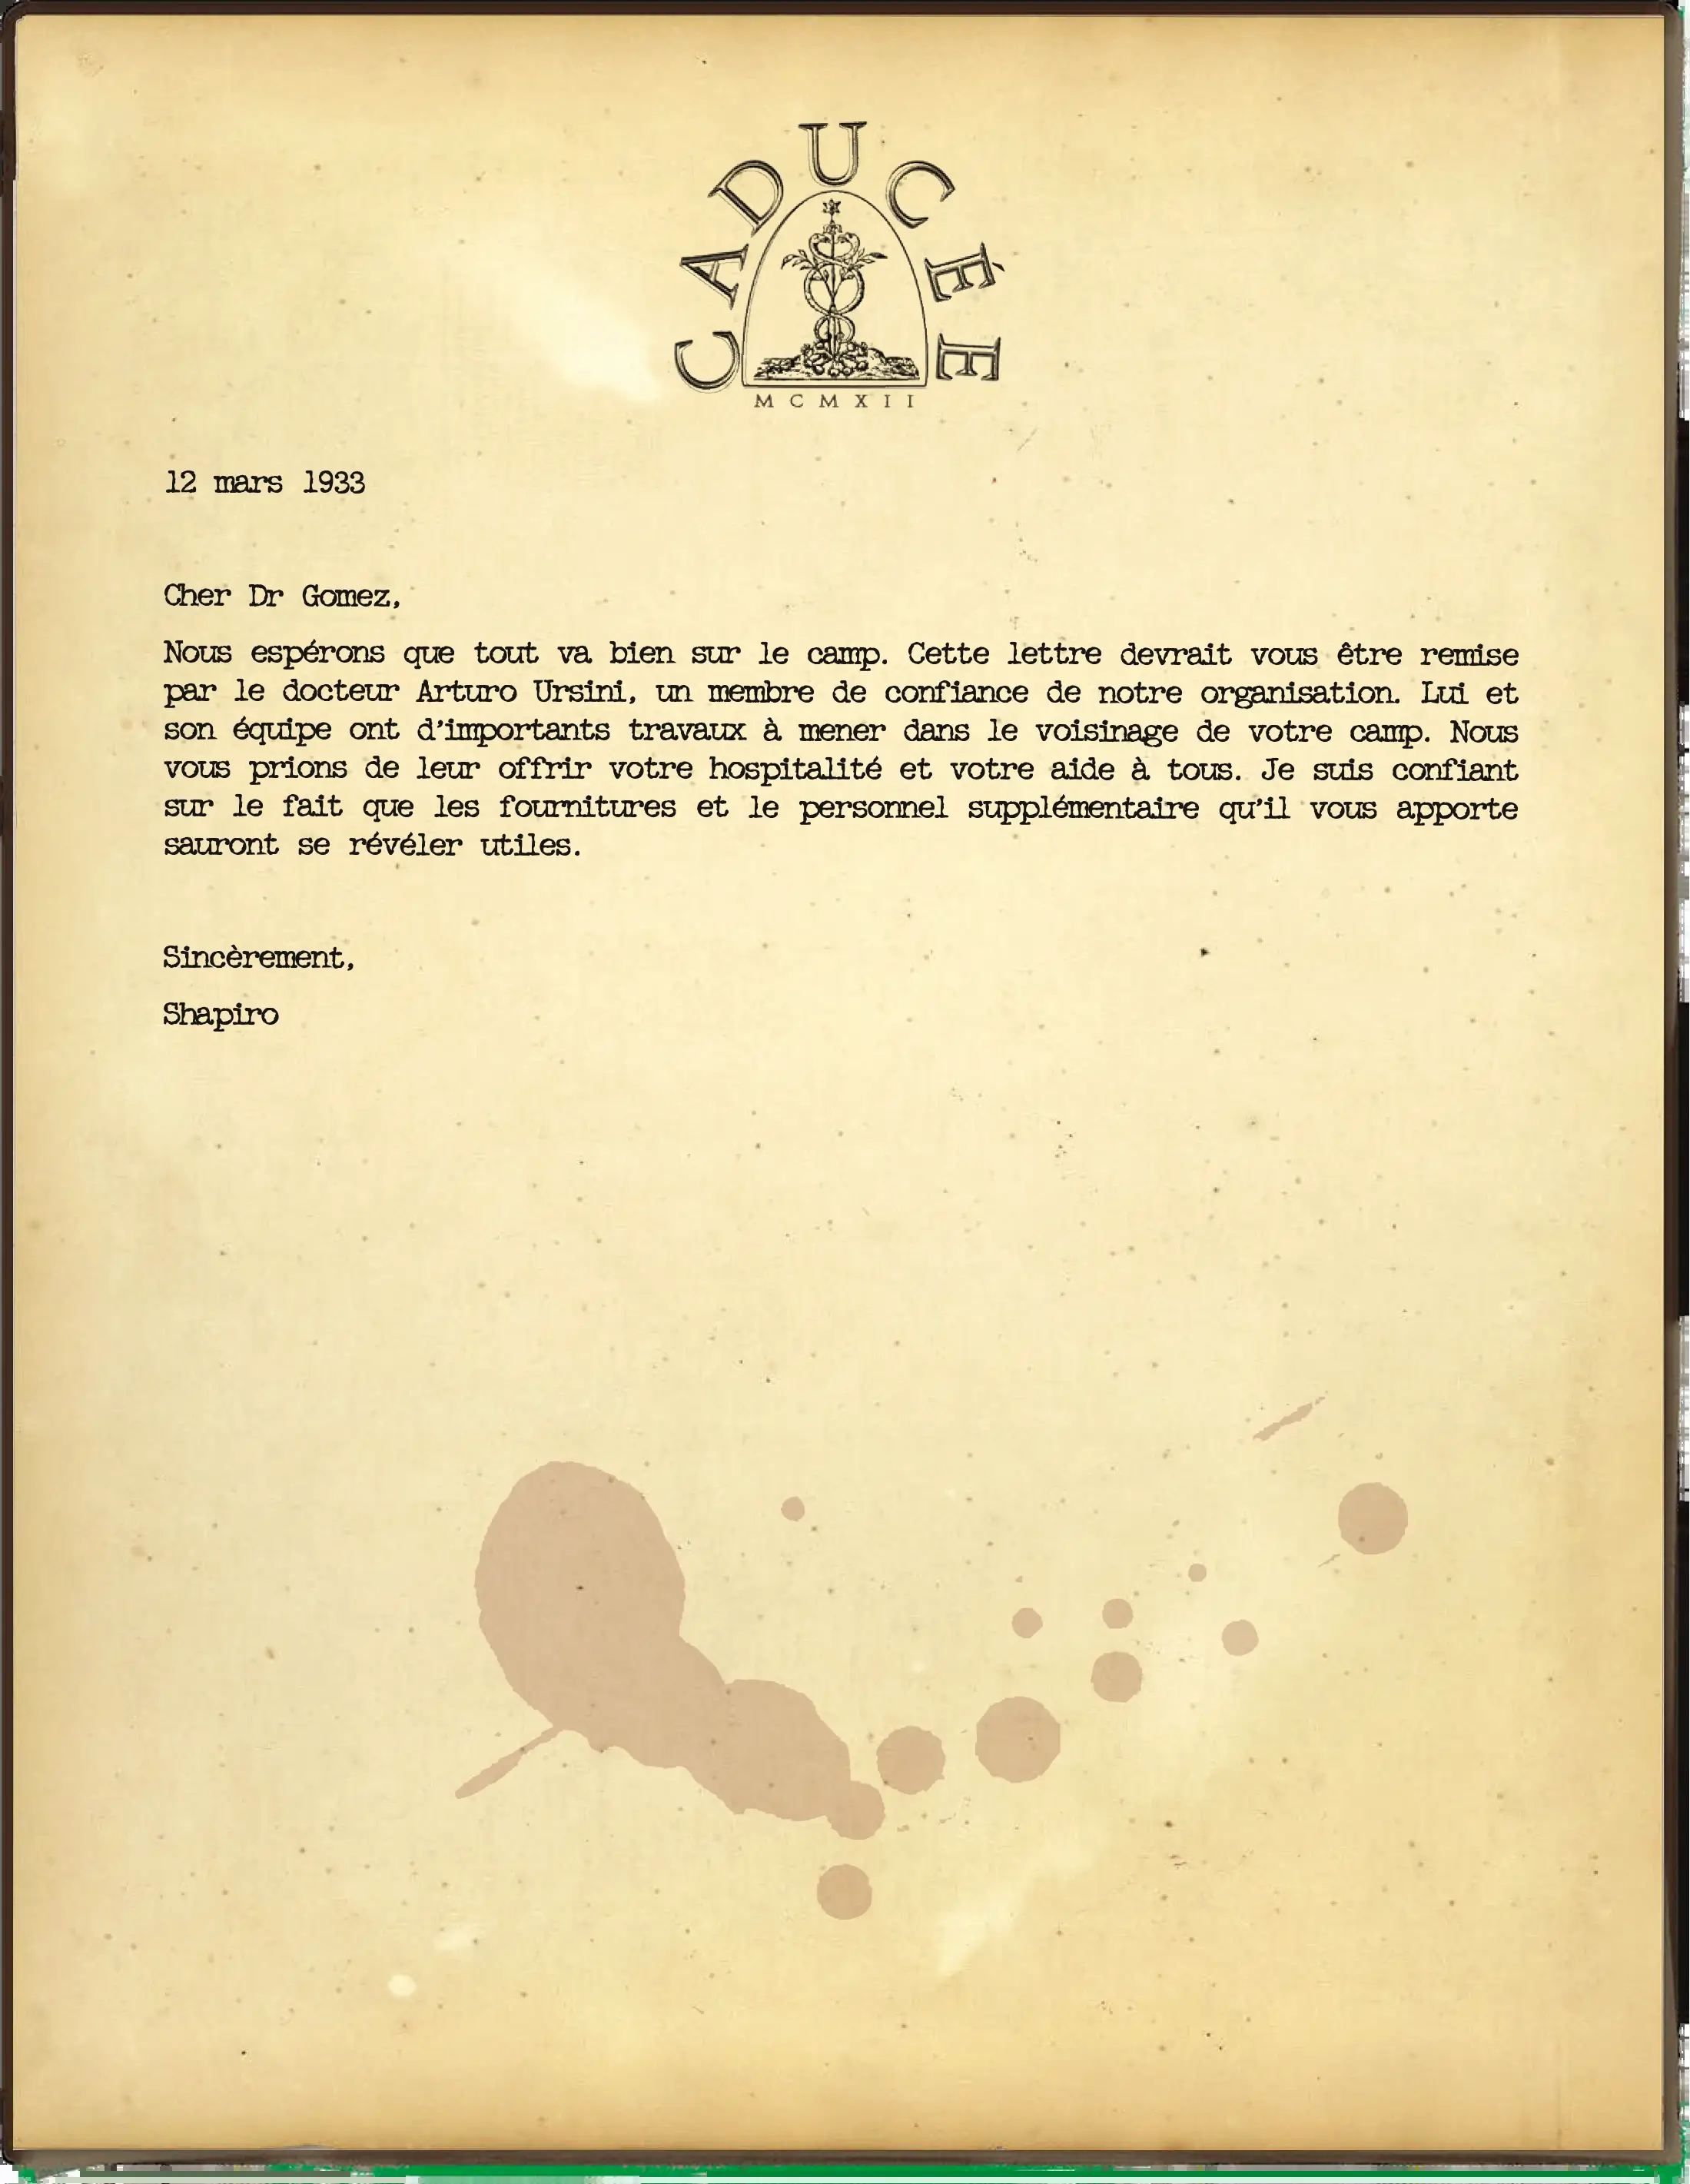 CADUCÉE
MCMXII
12 mars 1933
Cher Dr Gomez,
Nous espérons que tout va bien sur le camp. Cette lettre devrait vous être remise
par le docteur Arturo Ursini, un membre de confiance de notre organisation. Lui et
son équipe ont d'importants travaux à mener dans le voisinage de votre camp. Nous
vous prions de leur offrir votre hospitalité et votre aide à tous. Je suis confiant
sur le fait que les fournitures et le personnel supplémentaire qu'il vous apporte
sauront se révéler utiles.
Sincèrement,
Shapiro